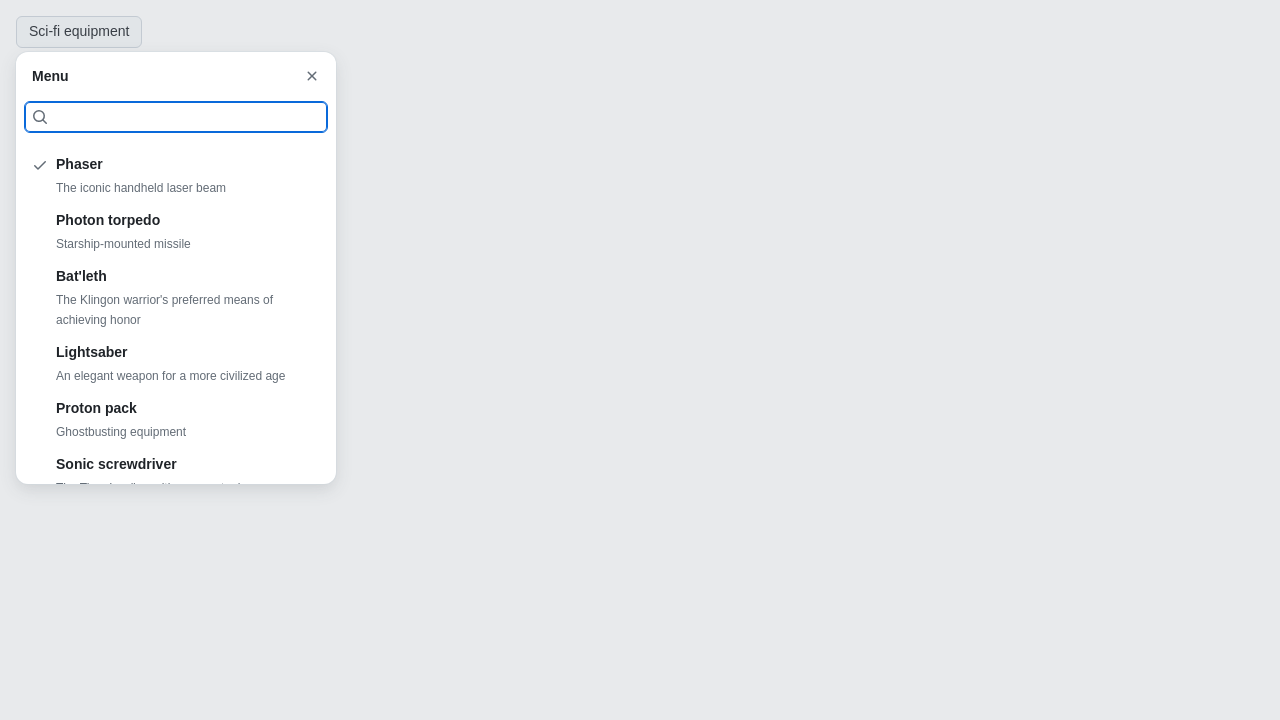 Sci-fi equipment
Menu
Phaser
The iconic handheld laser beam
Photon torpedo
Starship-mounted missile
Bat'leth
The Klingon warrior's preferred means of
achieving honor
Lightsaber
An elegant weapon for a more civilized age
Proton pack
Ghostbusting equipment
Sonic screwdriver